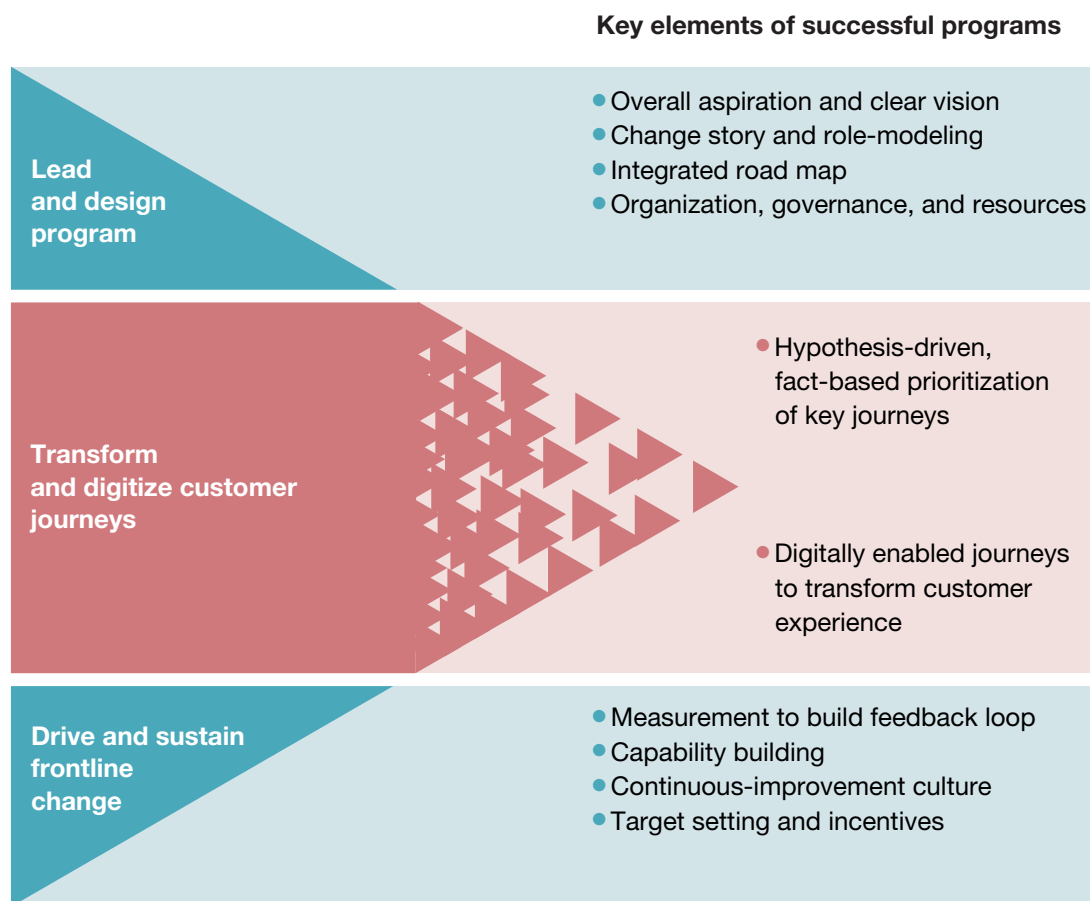 Key elements of successful programs
Lead
and design
program
Overall aspiration and clear vision
Change story and role-modeling
Integrated road map
Organization, governance, and resources
Transform
and digitize customer
journeys
Hypothesis-driven,
fact-based prioritization
of key journeys
Digitally enabled journeys
to transform customer
experience
Drive and sustain
frontline
change
Measurement to build feedback loop
Capability building
Continuous-improvement culture
Target setting and incentives